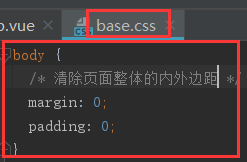 p.vue base.css
body {
/* 清除页面整体的内外边距 */
margin: 0;
padding: 0;
}